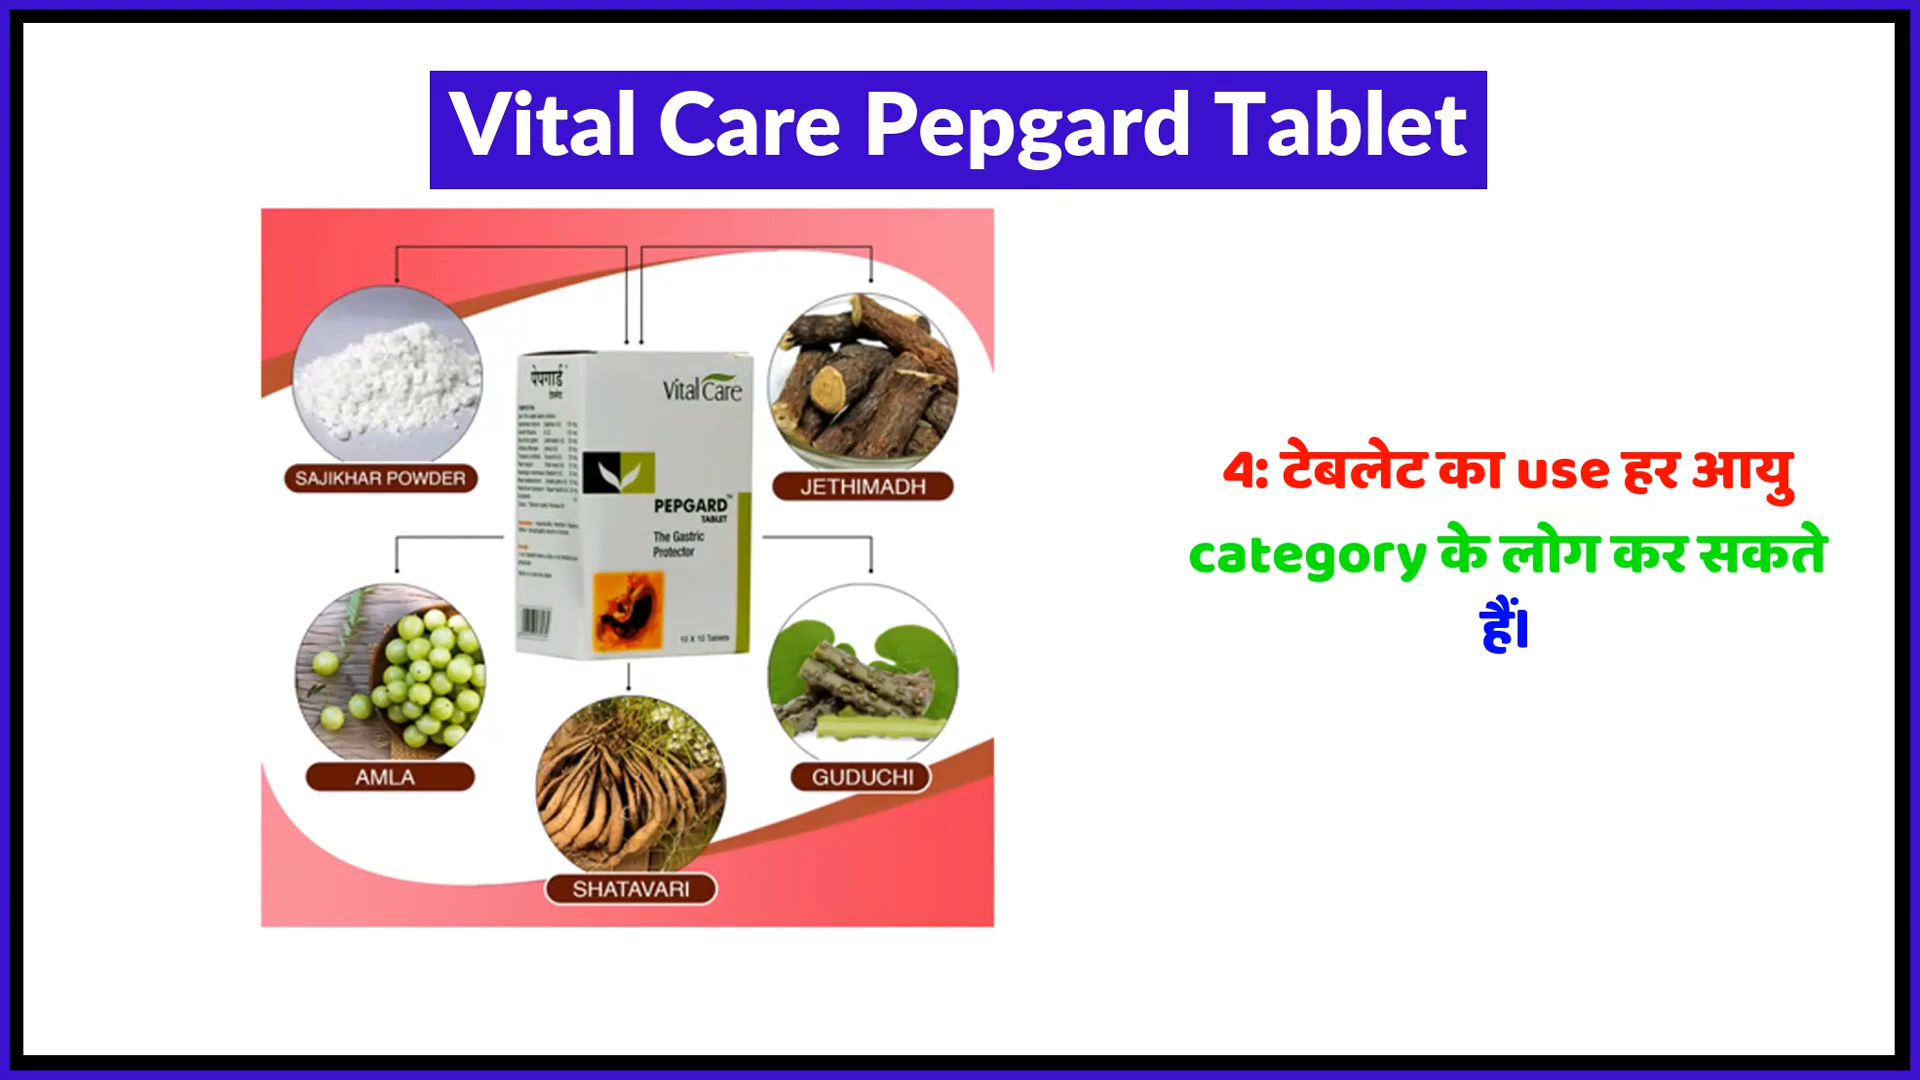 Vital Care Pepgard Tablet
SAJIKHAR POWDER
JETHIMADH
पेपगार्ड
टेबलेट
Vital Care
PEPGARD™
TABLET
The Gastric
Protector
10 X 10 Tablets
AMLA
GUDUCHI
SHATAVARI
4: टेबलेट का use हर आयु
category के लोग कर सकते
हैं।